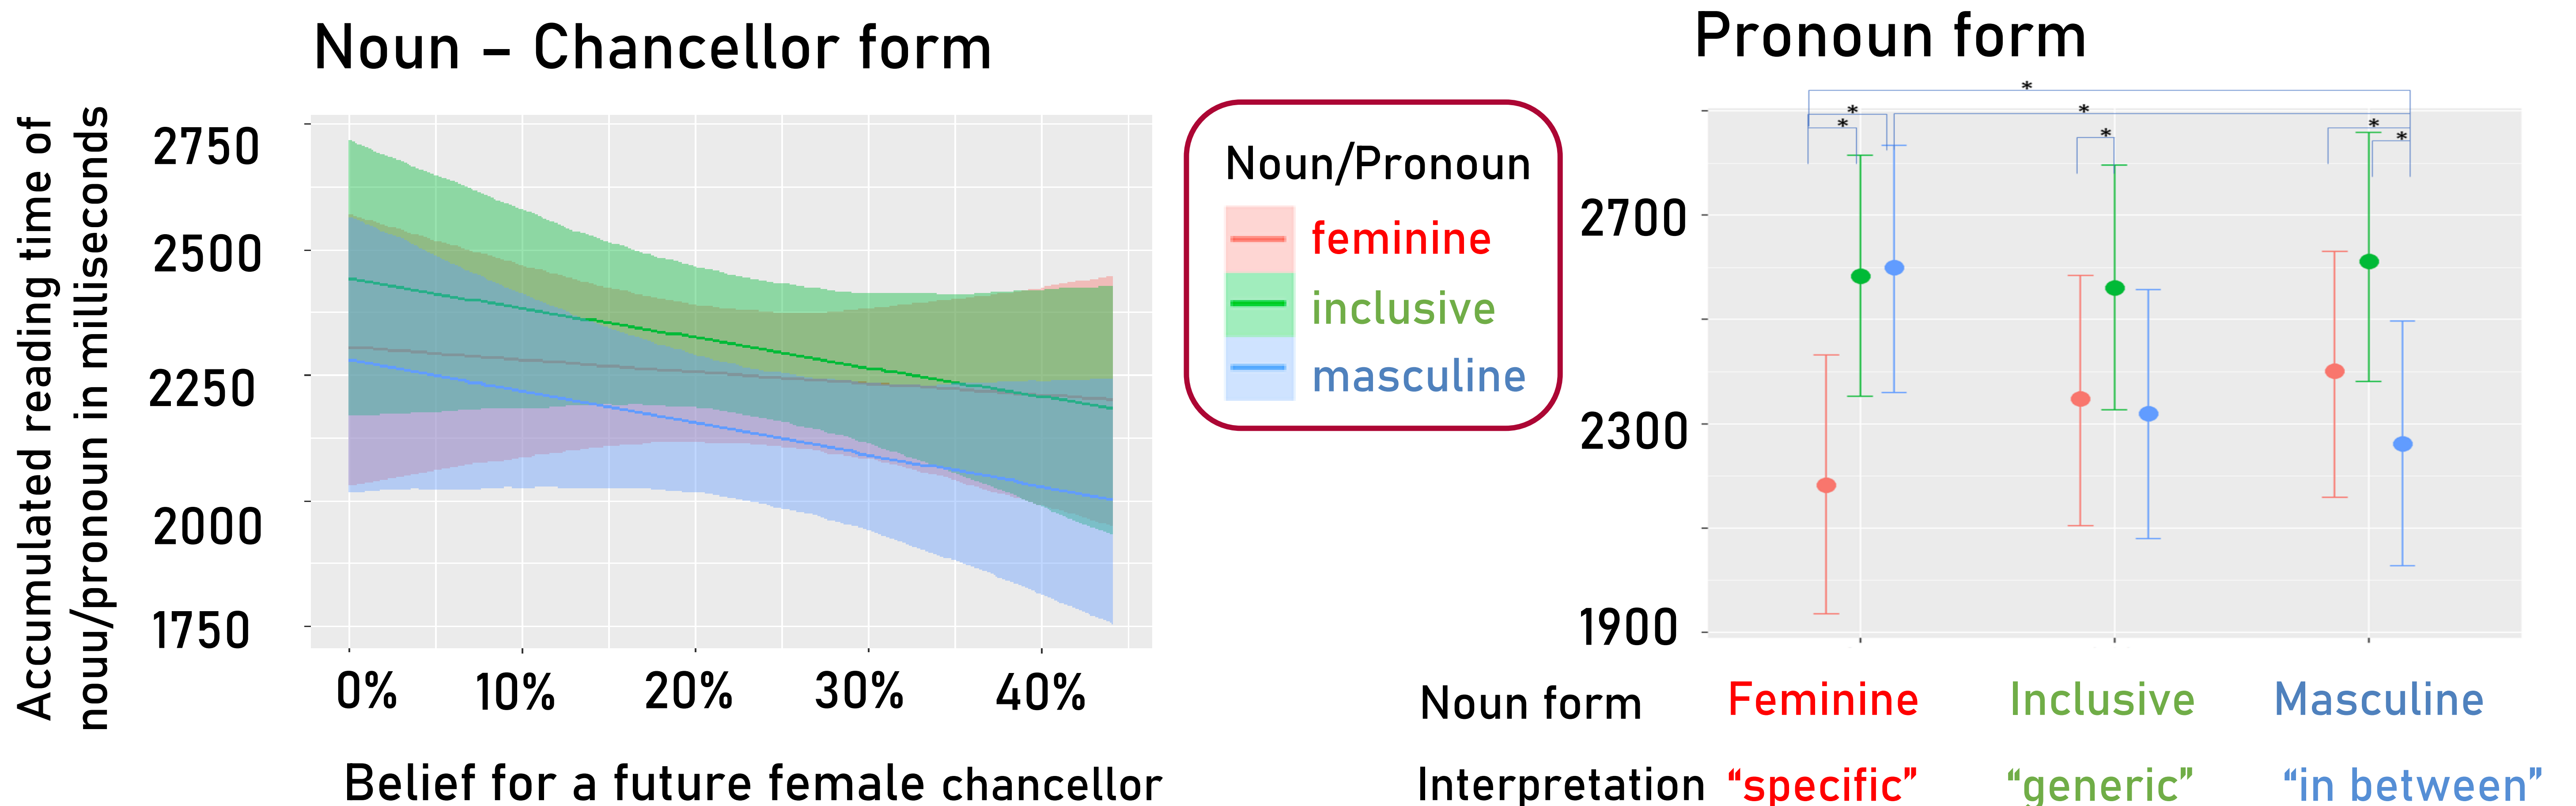 Noun – Chancellor form
Accumulated reading time of
nouu/pronoun in milliseconds
2750
2500
2250
2000
1750
0% 10% 20% 30% 40%
Belief for a future female chancellor
Noun/Pronoun
feminine
inclusive
masculine
Pronoun form
*
* *
* * * *
2700
2300
1900
Noun form Feminine Inclusive Masculine
Interpretation “specific” “generic” “in between”